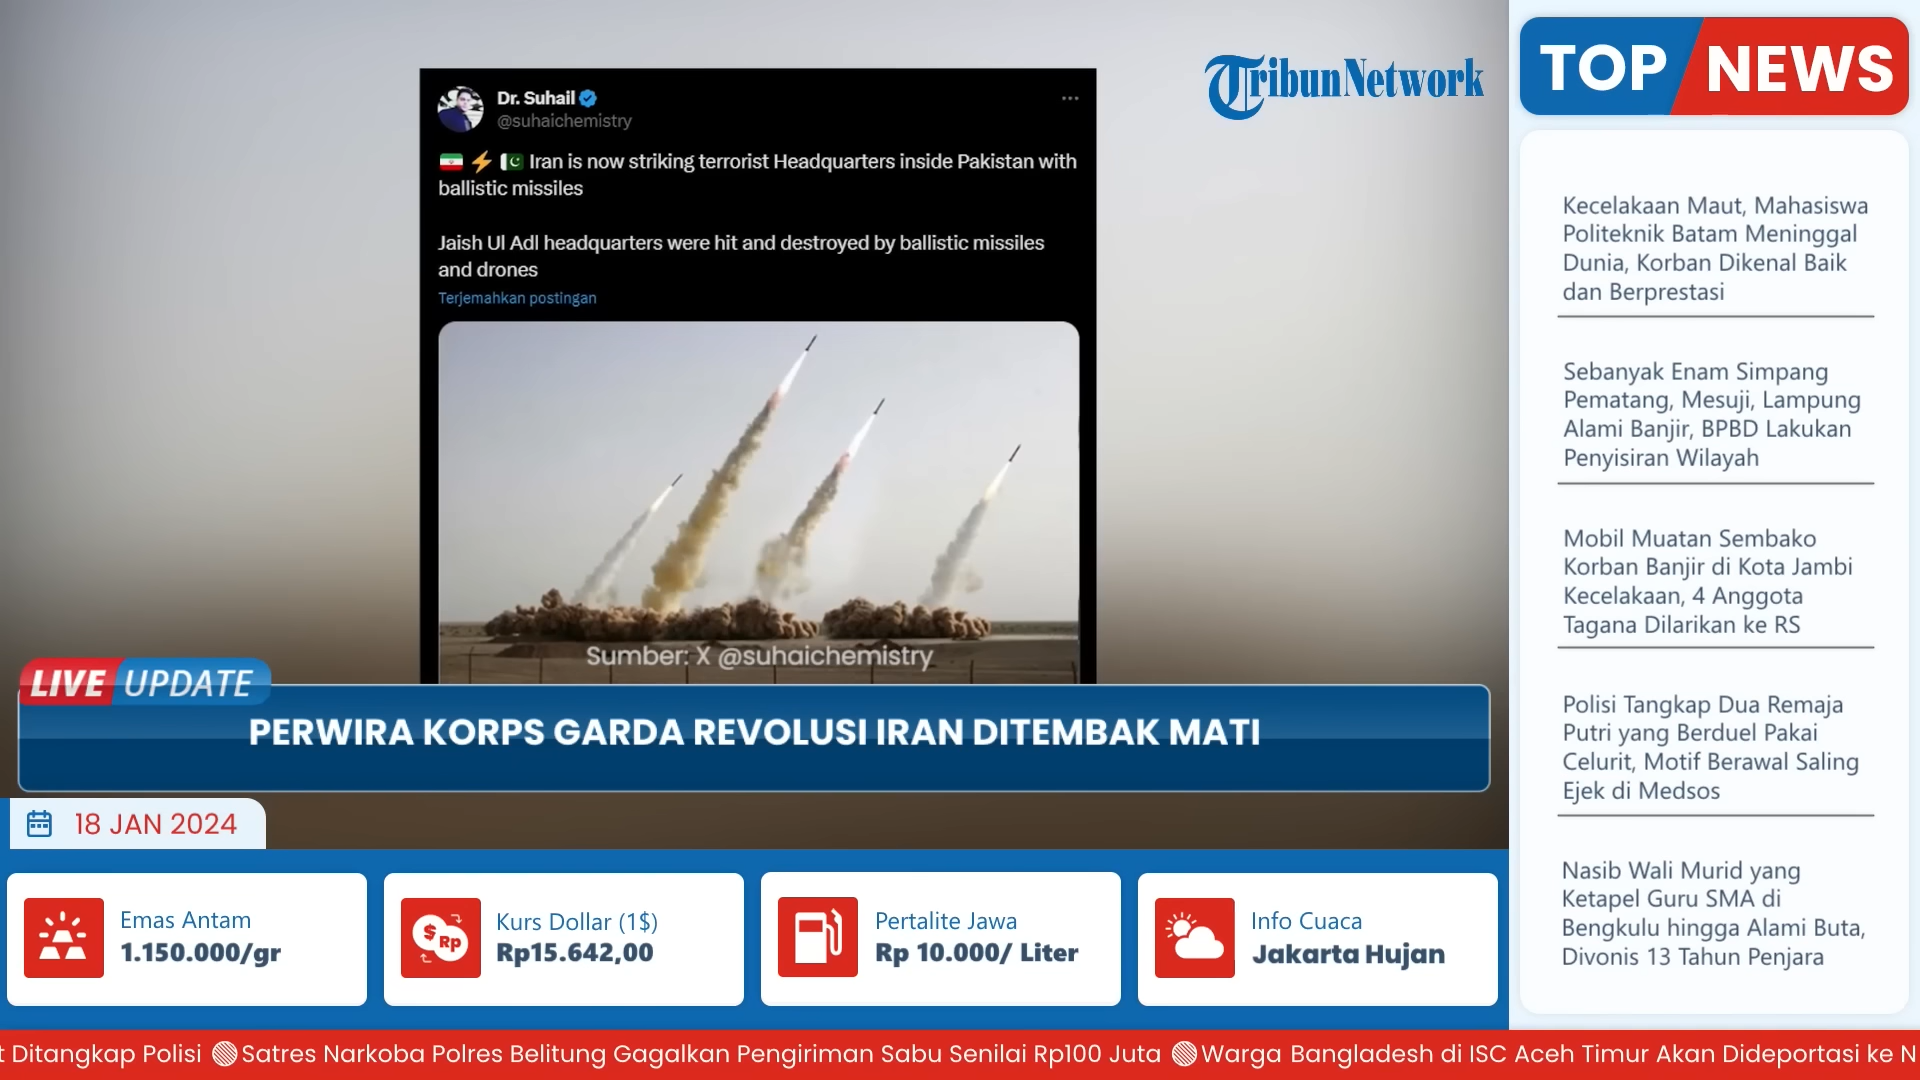 TribunNetwork
TOP NEWS
Dr. Suhail
@suhaichemistry
Iran is now striking terrorist Headquarters inside Pakistan with
ballistic missiles
Jaish Ul Adl headquarters were hit and destroyed by ballistic missiles
and drones
Terjemahkan postingan
Sumber: X @suhaichemistry
LIVE UPDATE
PERWIRA KORPS GARDA REVOLUSI IRAN DITEMBAK MATI
18 JAN 2024
Emas Antam
1.150.000/gr
$ Rp
Kurs Dollar (1$)
Rp15.642,00
Pertalite Jawa
Rp 10.000/ Liter
Info Cuaca
Jakarta Hujan
Kecelakaan Maut, Mahasiswa
Politeknik Batam Meninggal
Dunia, Korban Dikenal Baik
dan Berprestasi
Sebanyak Enam Simpang
Pematang, Mesuji, Lampung
Alami Banjir, BPBD Lakukan
Penyisiran Wilayah
Mobil Muatan Sembako
Korban Banjir di Kota Jambi
Kecelakaan, 4 Anggota
Tagana Dilarikan ke RS
Polisi Tangkap Dua Remaja
Putri yang Berduel Pakai
Celurit, Motif Berawal Saling
Ejek di Medsos
Nasib Wali Murid yang
Ketapel Guru SMA di
Bengkulu hingga Alami Buta,
Divonis 13 Tahun Penjara
t Ditangkap Polisi Satres Narkoba Polres Belitung Gagalkan Pengiriman Sabu Senilai Rp100 Juta Warga Bangladesh di ISC Aceh Timur Akan Dideportasi ke N